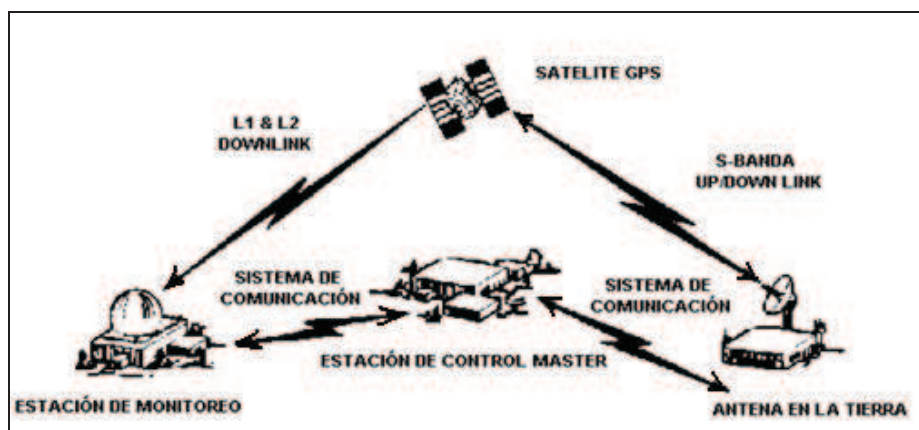 SATELITE GPS
L1 & L2
DOWNLINK
S-BANDA
UP/DOWN LINK
SISTEMA DE
COMUNICACIÓN
SISTEMA DE
COMUNICACIÓN
ESTACIÓN DE CONTROL MASTER
ESTACIÓN DE MONITOREO
ANTENA EN LA TIERRA